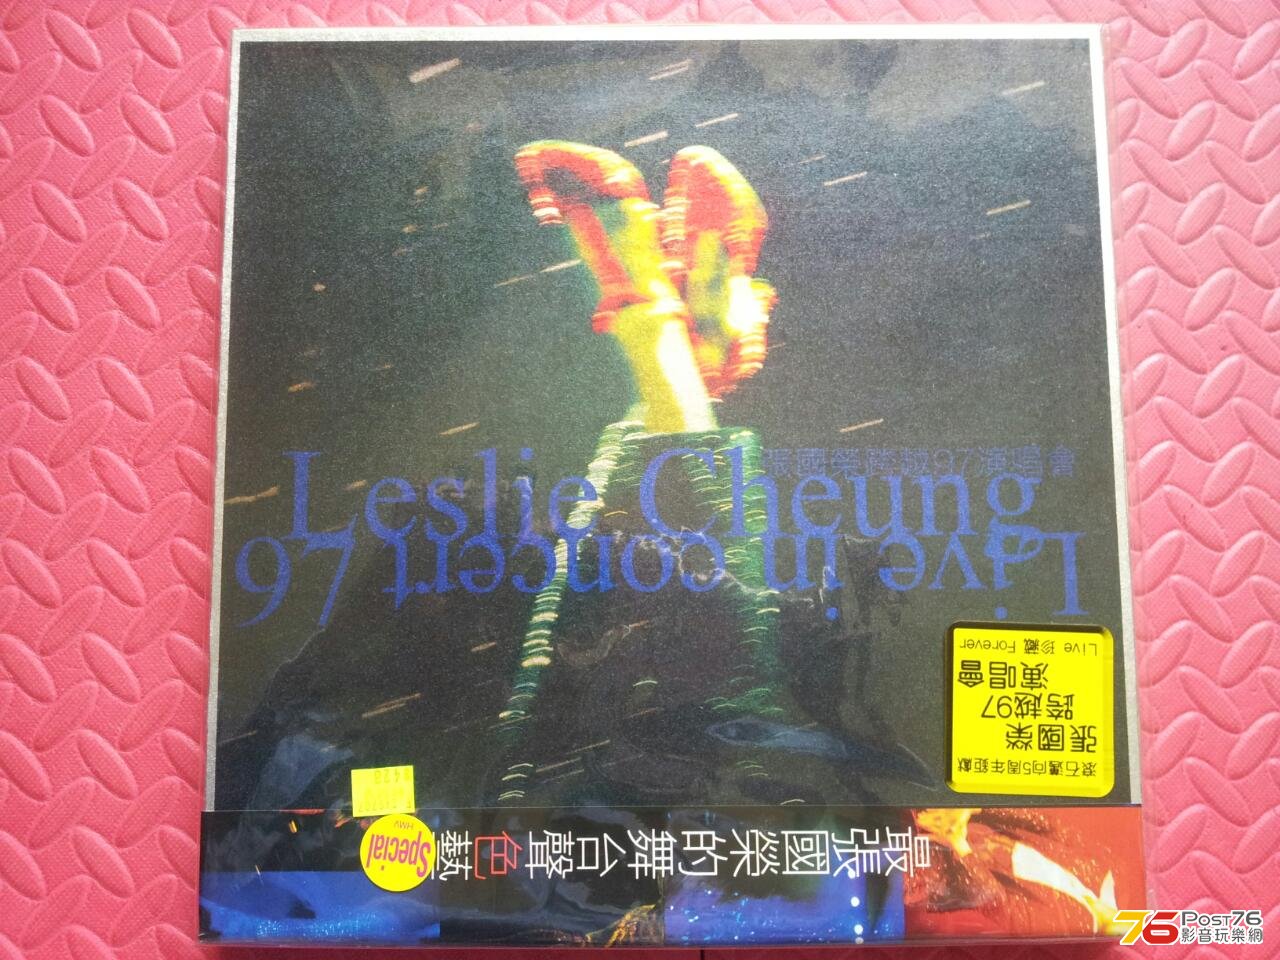 張國榮跨越97演唱會
Leslie Cheung
Live in concert 97
Live 珍藏 Forever
張國榮
跨越97
演唱會
滾石邁向5周年鉅獻
428
HMV
Special
最張國榮的舞台聲色藝
76 POST76
影音玩樂網